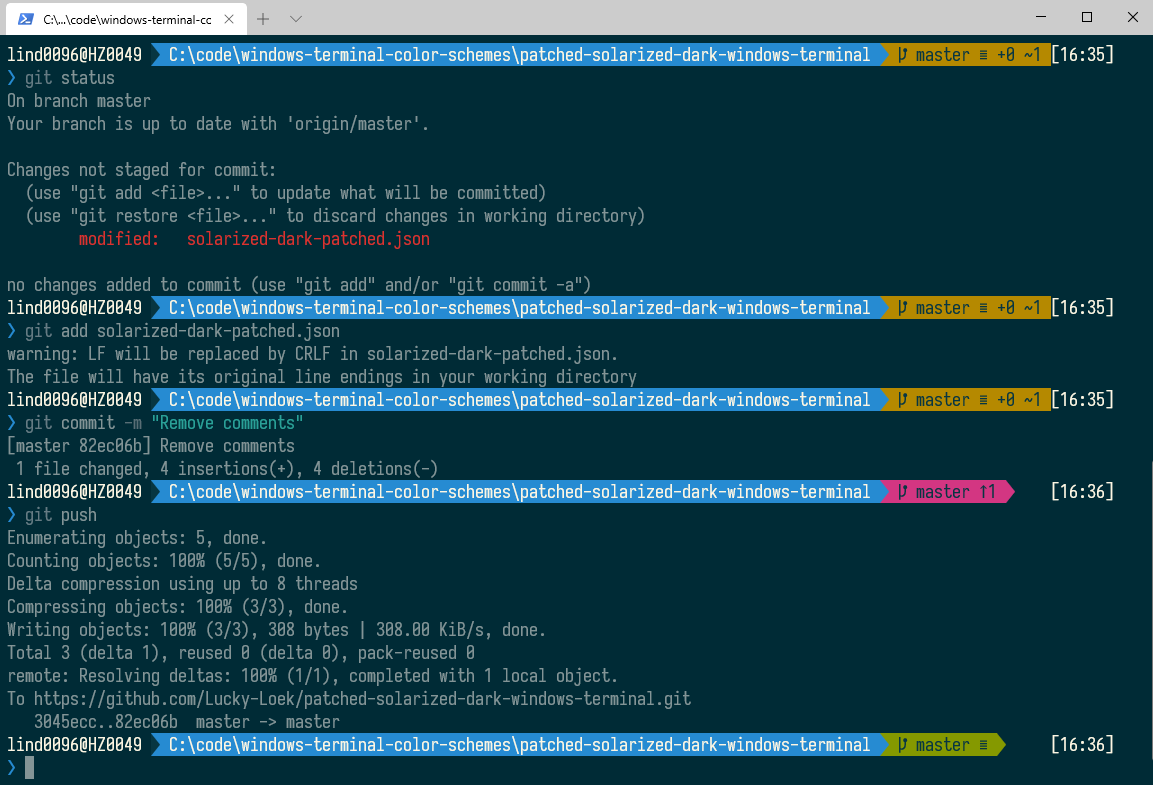 C:\...\code\windows-terminal-cc
lind0096@HZ0049 C:\code\windows-terminal-color-schemes\patched-solarized-dark-windows-terminal master ≡ +0 ~1 [16:35]
❯ git status
On branch master
Your branch is up to date with 'origin/master'.
Changes not staged for commit:
(use "git add <file>..." to update what will be committed)
(use "git restore <file>..." to discard changes in working directory)
modified: solarized-dark-patched.json
no changes added to commit (use "git add" and/or "git commit -a")
lind0096@HZ0049 C:\code\windows-terminal-color-schemes\patched-solarized-dark-windows-terminal master ≡ +0 ~1 [16:35]
❯ git add solarized-dark-patched.json
warning: LF will be replaced by CRLF in solarized-dark-patched.json.
The file will have its original line endings in your working directory
lind0096@HZ0049 C:\code\windows-terminal-color-schemes\patched-solarized-dark-windows-terminal master ≡ +0 ~1 [16:35]
❯ git commit -m "Remove comments"
[master 82ec06b] Remove comments
1 file changed, 4 insertions(+), 4 deletions(-)
lind0096@HZ0049 C:\code\windows-terminal-color-schemes\patched-solarized-dark-windows-terminal master ↑1 [16:36]
❯ git push
Enumerating objects: 5, done.
Counting objects: 100% (5/5), done.
Delta compression using up to 8 threads
Compressing objects: 100% (3/3), done.
Writing objects: 100% (3/3), 308 bytes | 308.00 KiB/s, done.
Total 3 (delta 1), reused 0 (delta 0), pack-reused 0
remote: Resolving deltas: 100% (1/1), completed with 1 local object.
To https://github.com/Lucky-Loek/patched-solarized-dark-windows-terminal.git
3045ecc..82ec06b master -> master
lind0096@HZ0049 C:\code\windows-terminal-color-schemes\patched-solarized-dark-windows-terminal master ≡ [16:36]
❯